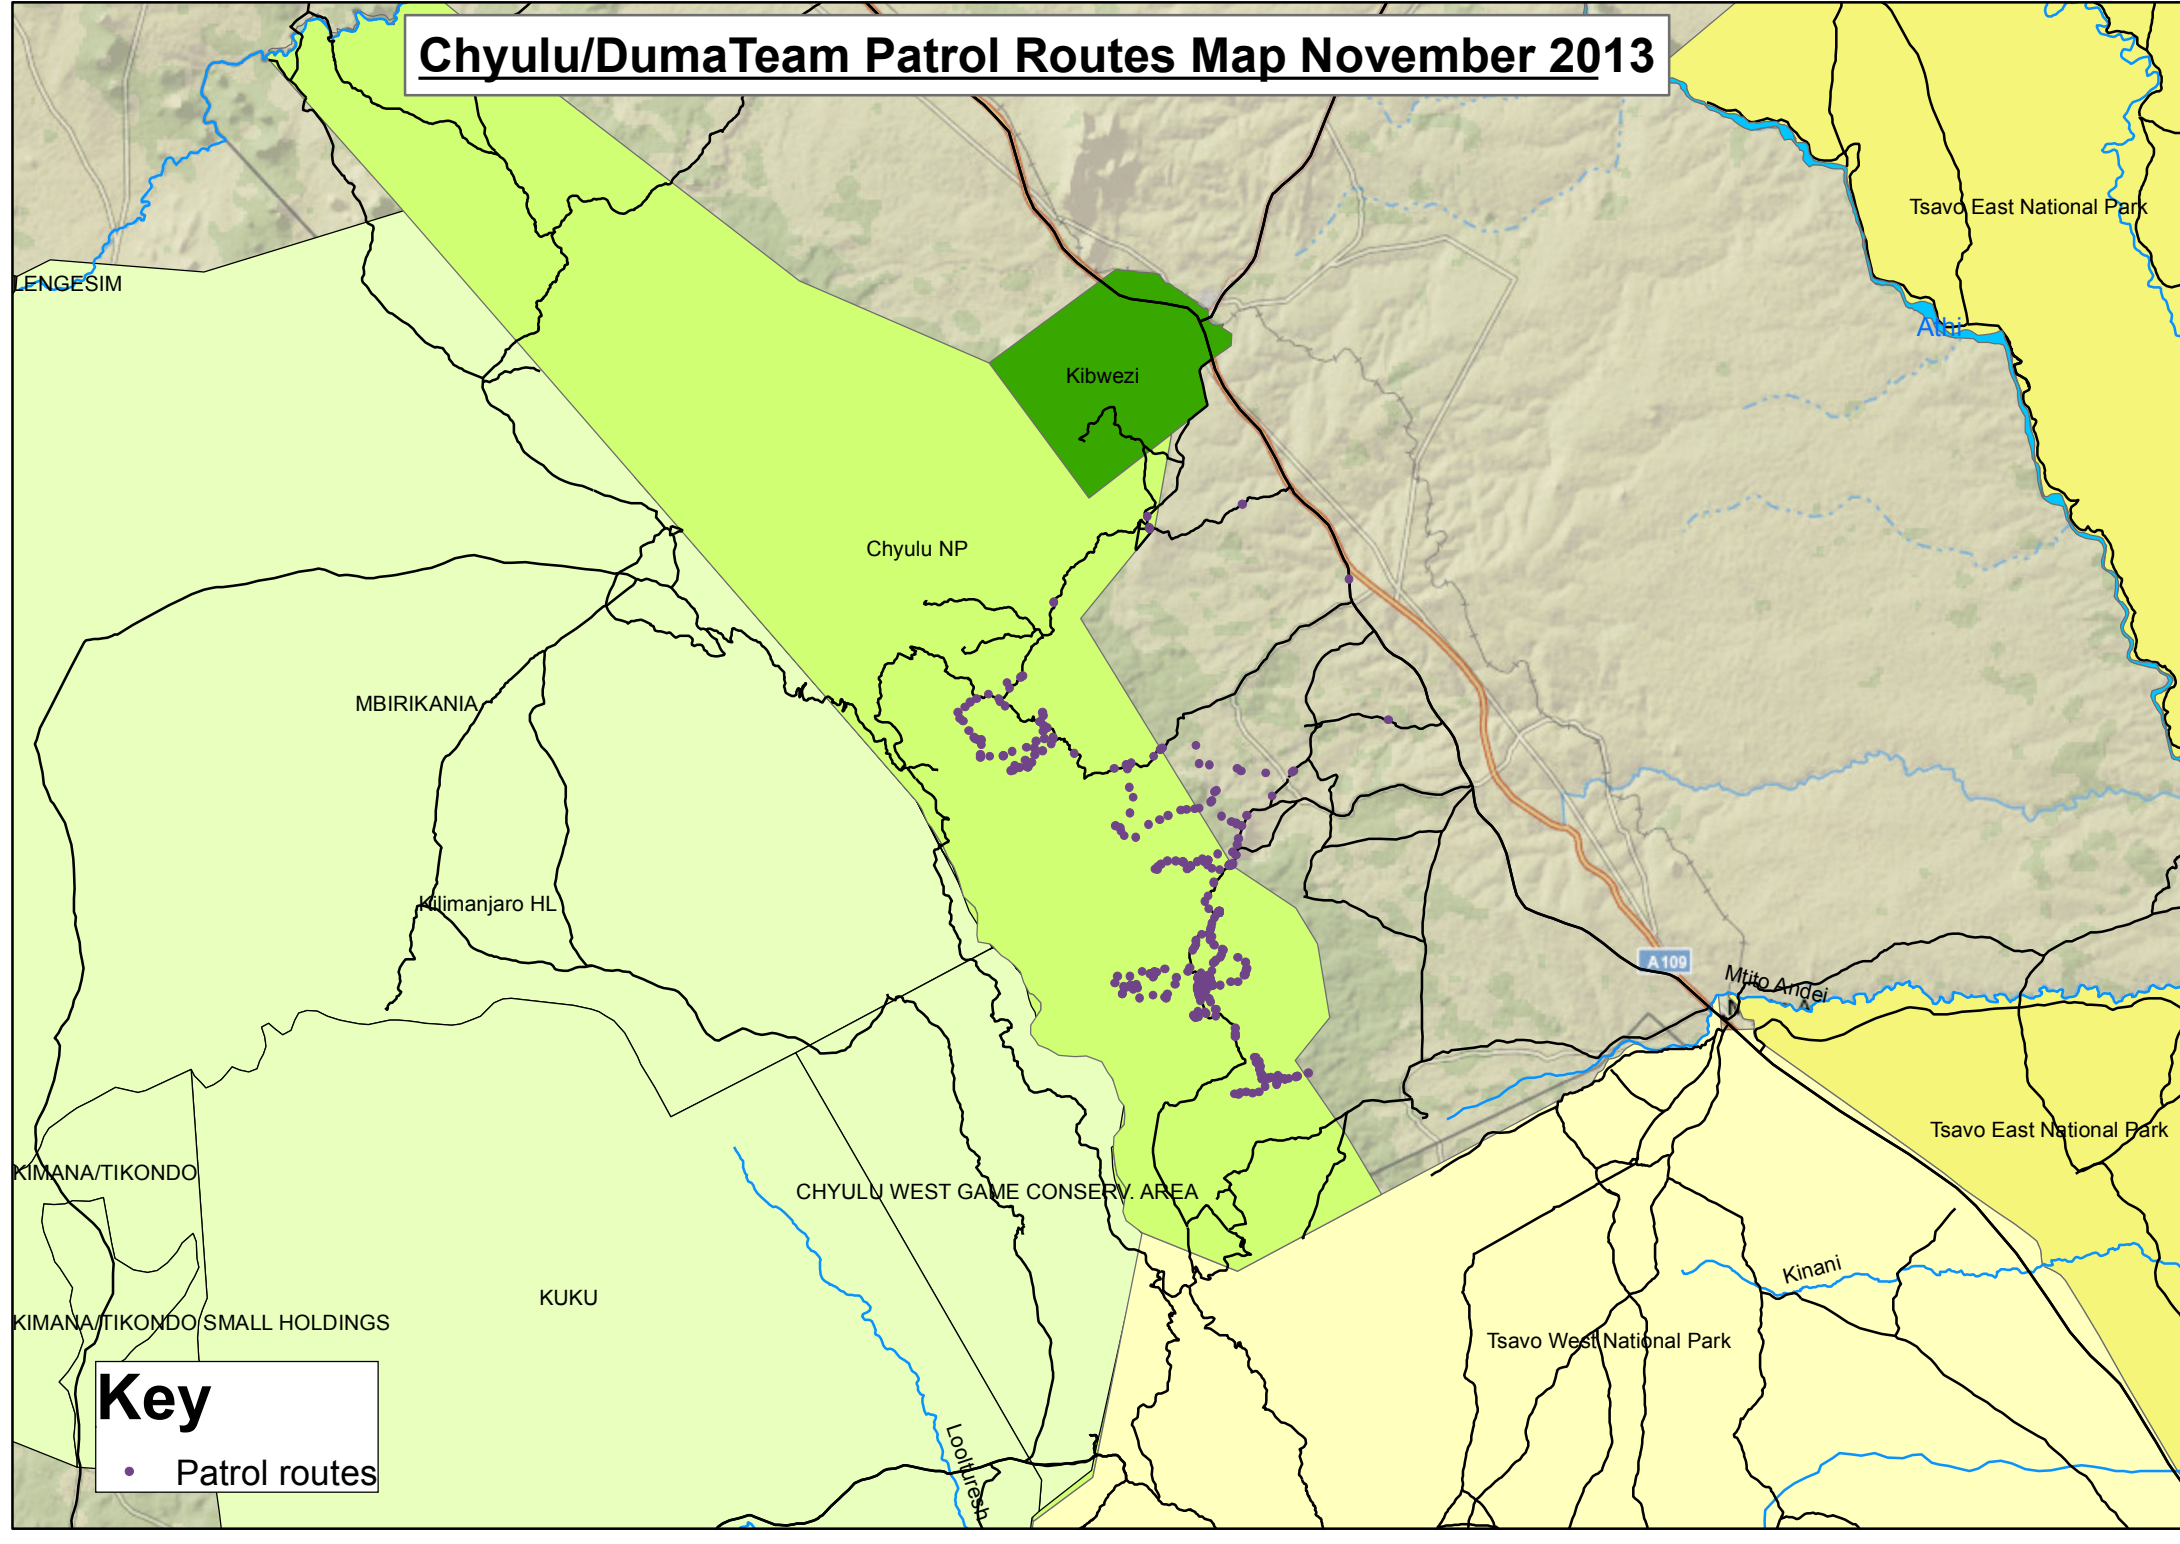 Chyulu/DumaTeam Patrol Routes Map November 2013
Tsavo East National Park
LENGESIM
Athi
Kibwezi
Chyulu NP
MBIRIKANIA
Kilimanjaro HL
A109
Mtito Andei
Tsavo East National Park
KIMANA/TIKONDO
CHYULU WEST GAME CONSERV. AREA
Kinani
KUKU
KIMANA/TIKONDO SMALL HOLDINGS
Tsavo West National Park
Key
Patrol routes
Loolturesh